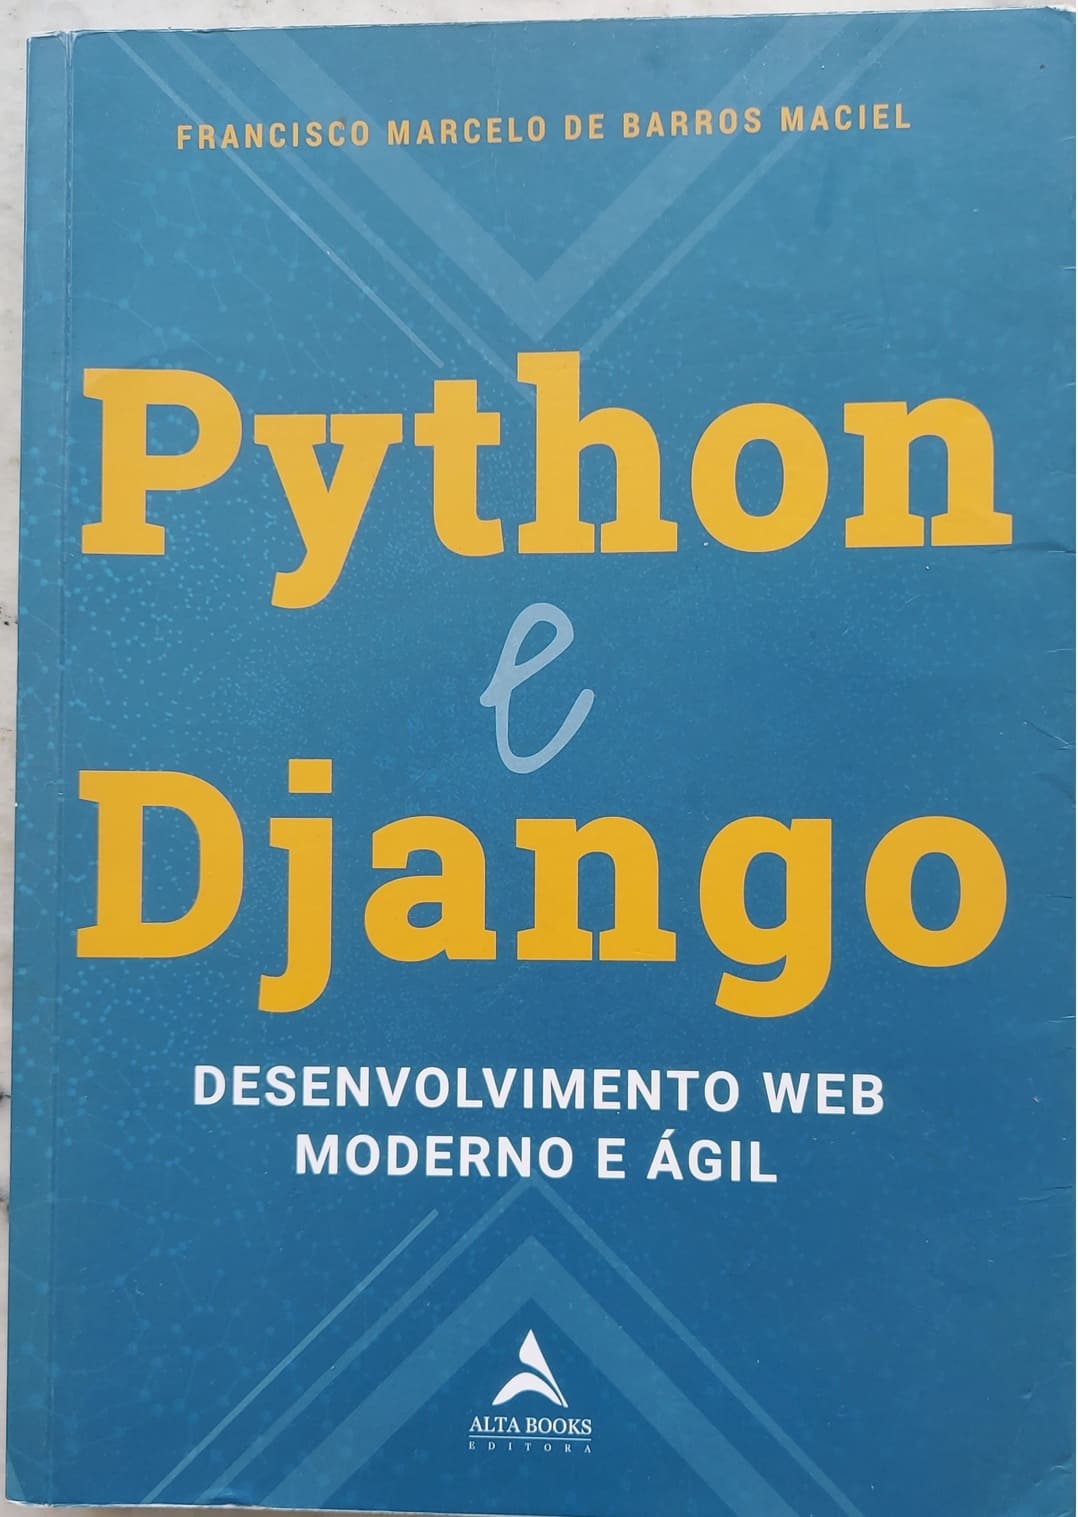 FRANCISCO MARCELO DE BARROS MACIEL
Python
e
Django
DESENVOLVIMENTO WEB
MODERNO E ÁGIL
ALTA BOOKS
EDITORA